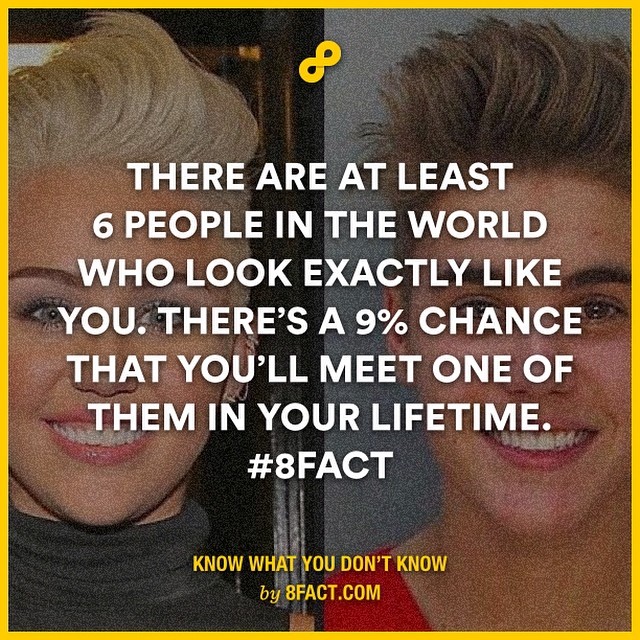 THERE ARE AT LEAST
6 PEOPLE IN THE WORLD
WHO LOOK EXACTLY LIKE
YOU. THERE’S A 9% CHANCE
THAT YOU’LL MEET ONE OF
THEM IN YOUR LIFETIME.
#8FACT
KNOW WHAT YOU DON’T KNOW
by 8FACT.COM